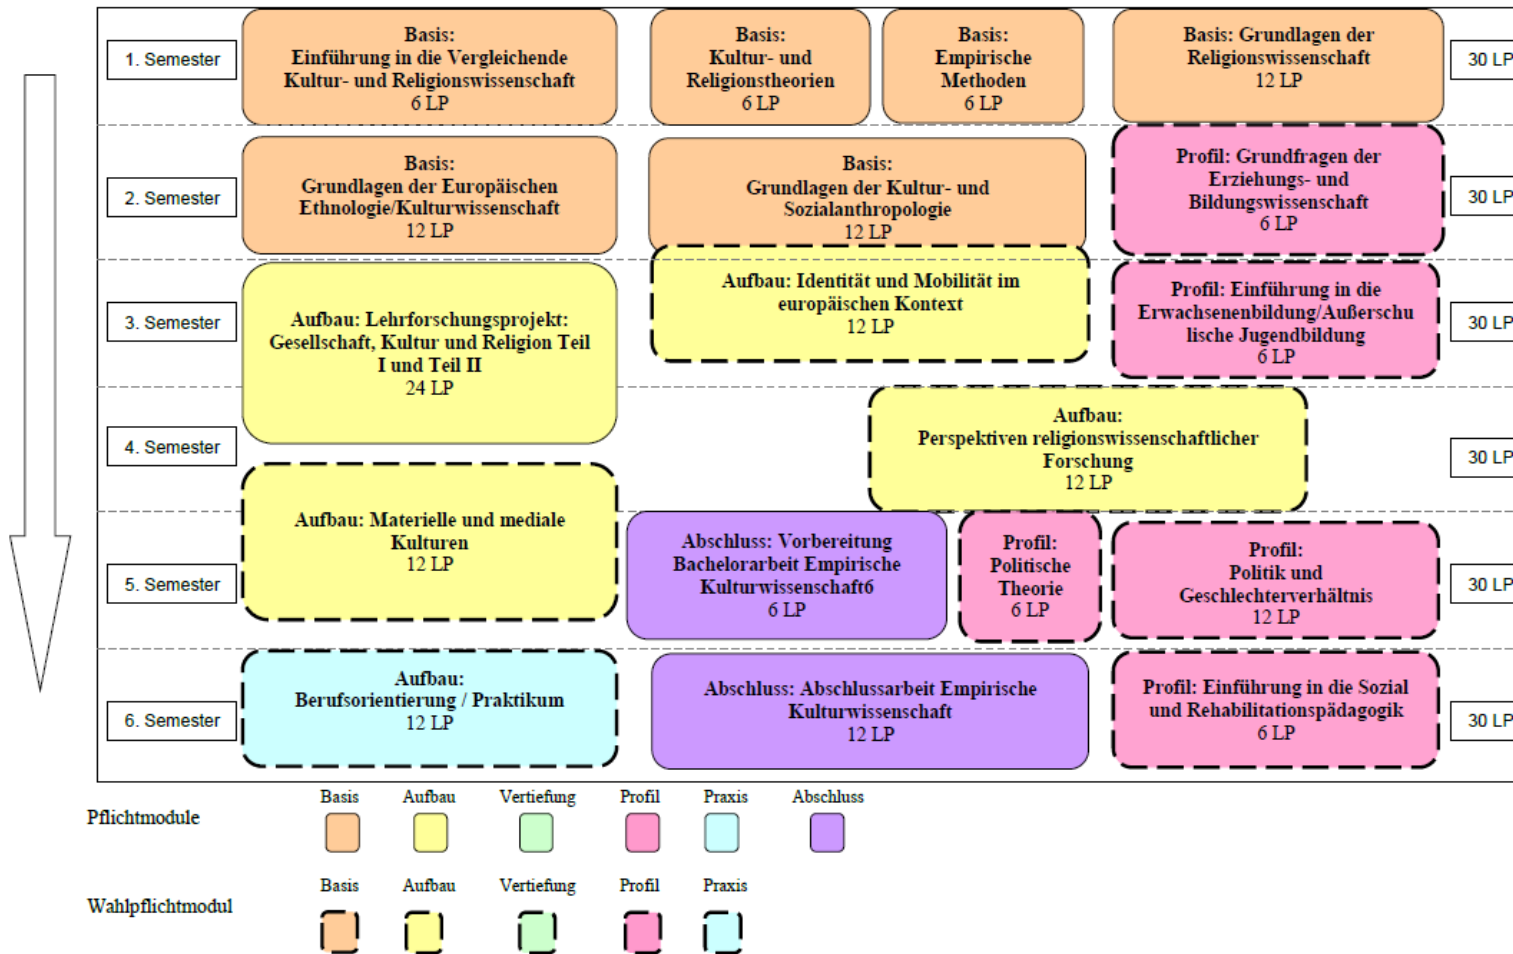 1. Semester
Basis:
Einführung in die Vergleichende
Kultur- und Religionswissenschaft
6 LP
Basis:
Kultur- und
Religionstheorien
6 LP
Basis:
Empirische
Methoden
6 LP
Basis: Grundlagen der
Religionswissenschaft
12 LP
30 LP
2. Semester
Basis:
Grundlagen der Europäischen
Ethnologie/Kulturwissenschaft
12 LP
Basis:
Grundlagen der Kultur- und
Sozialanthropologie
12 LP
Profil: Grundfragen der
Erziehungs- und
Bildungswissenschaft
6 LP
30 LP
3. Semester
Aufbau: Lehrforschungsprojekt:
Gesellschaft, Kultur und Religion Teil
I und Teil II
24 LP
Aufbau: Identität und Mobilität im
europäischen Kontext
12 LP
Profil: Einführung in die
Erwachsenenbildung/Außerschu
lische Jugendbildung
6 LP
30 LP
4. Semester
Aufbau:
Perspektiven religionswissenschaftlicher
Forschung
12 LP
30 LP
Aufbau: Materielle und mediale
Kulturen
12 LP
5. Semester
Abschluss: Vorbereitung
Bachelorarbeit Empirische
Kulturwissenschaft6
6 LP
Profil:
Politische
Theorie
6 LP
Profil:
Politik und
Geschlechterverhältnis
12 LP
30 LP
6. Semester
Aufbau:
Berufsorientierung / Praktikum
12 LP
Abschluss: Abschlussarbeit Empirische
Kulturwissenschaft
12 LP
Profil: Einführung in die Sozial
und Rehabilitationspädagogik
6 LP
30 LP
Pflichtmodule
Basis Aufbau Vertiefung Profil Praxis Abschluss
Wahlpflichtmodul
Basis Aufbau Vertiefung Profil Praxis